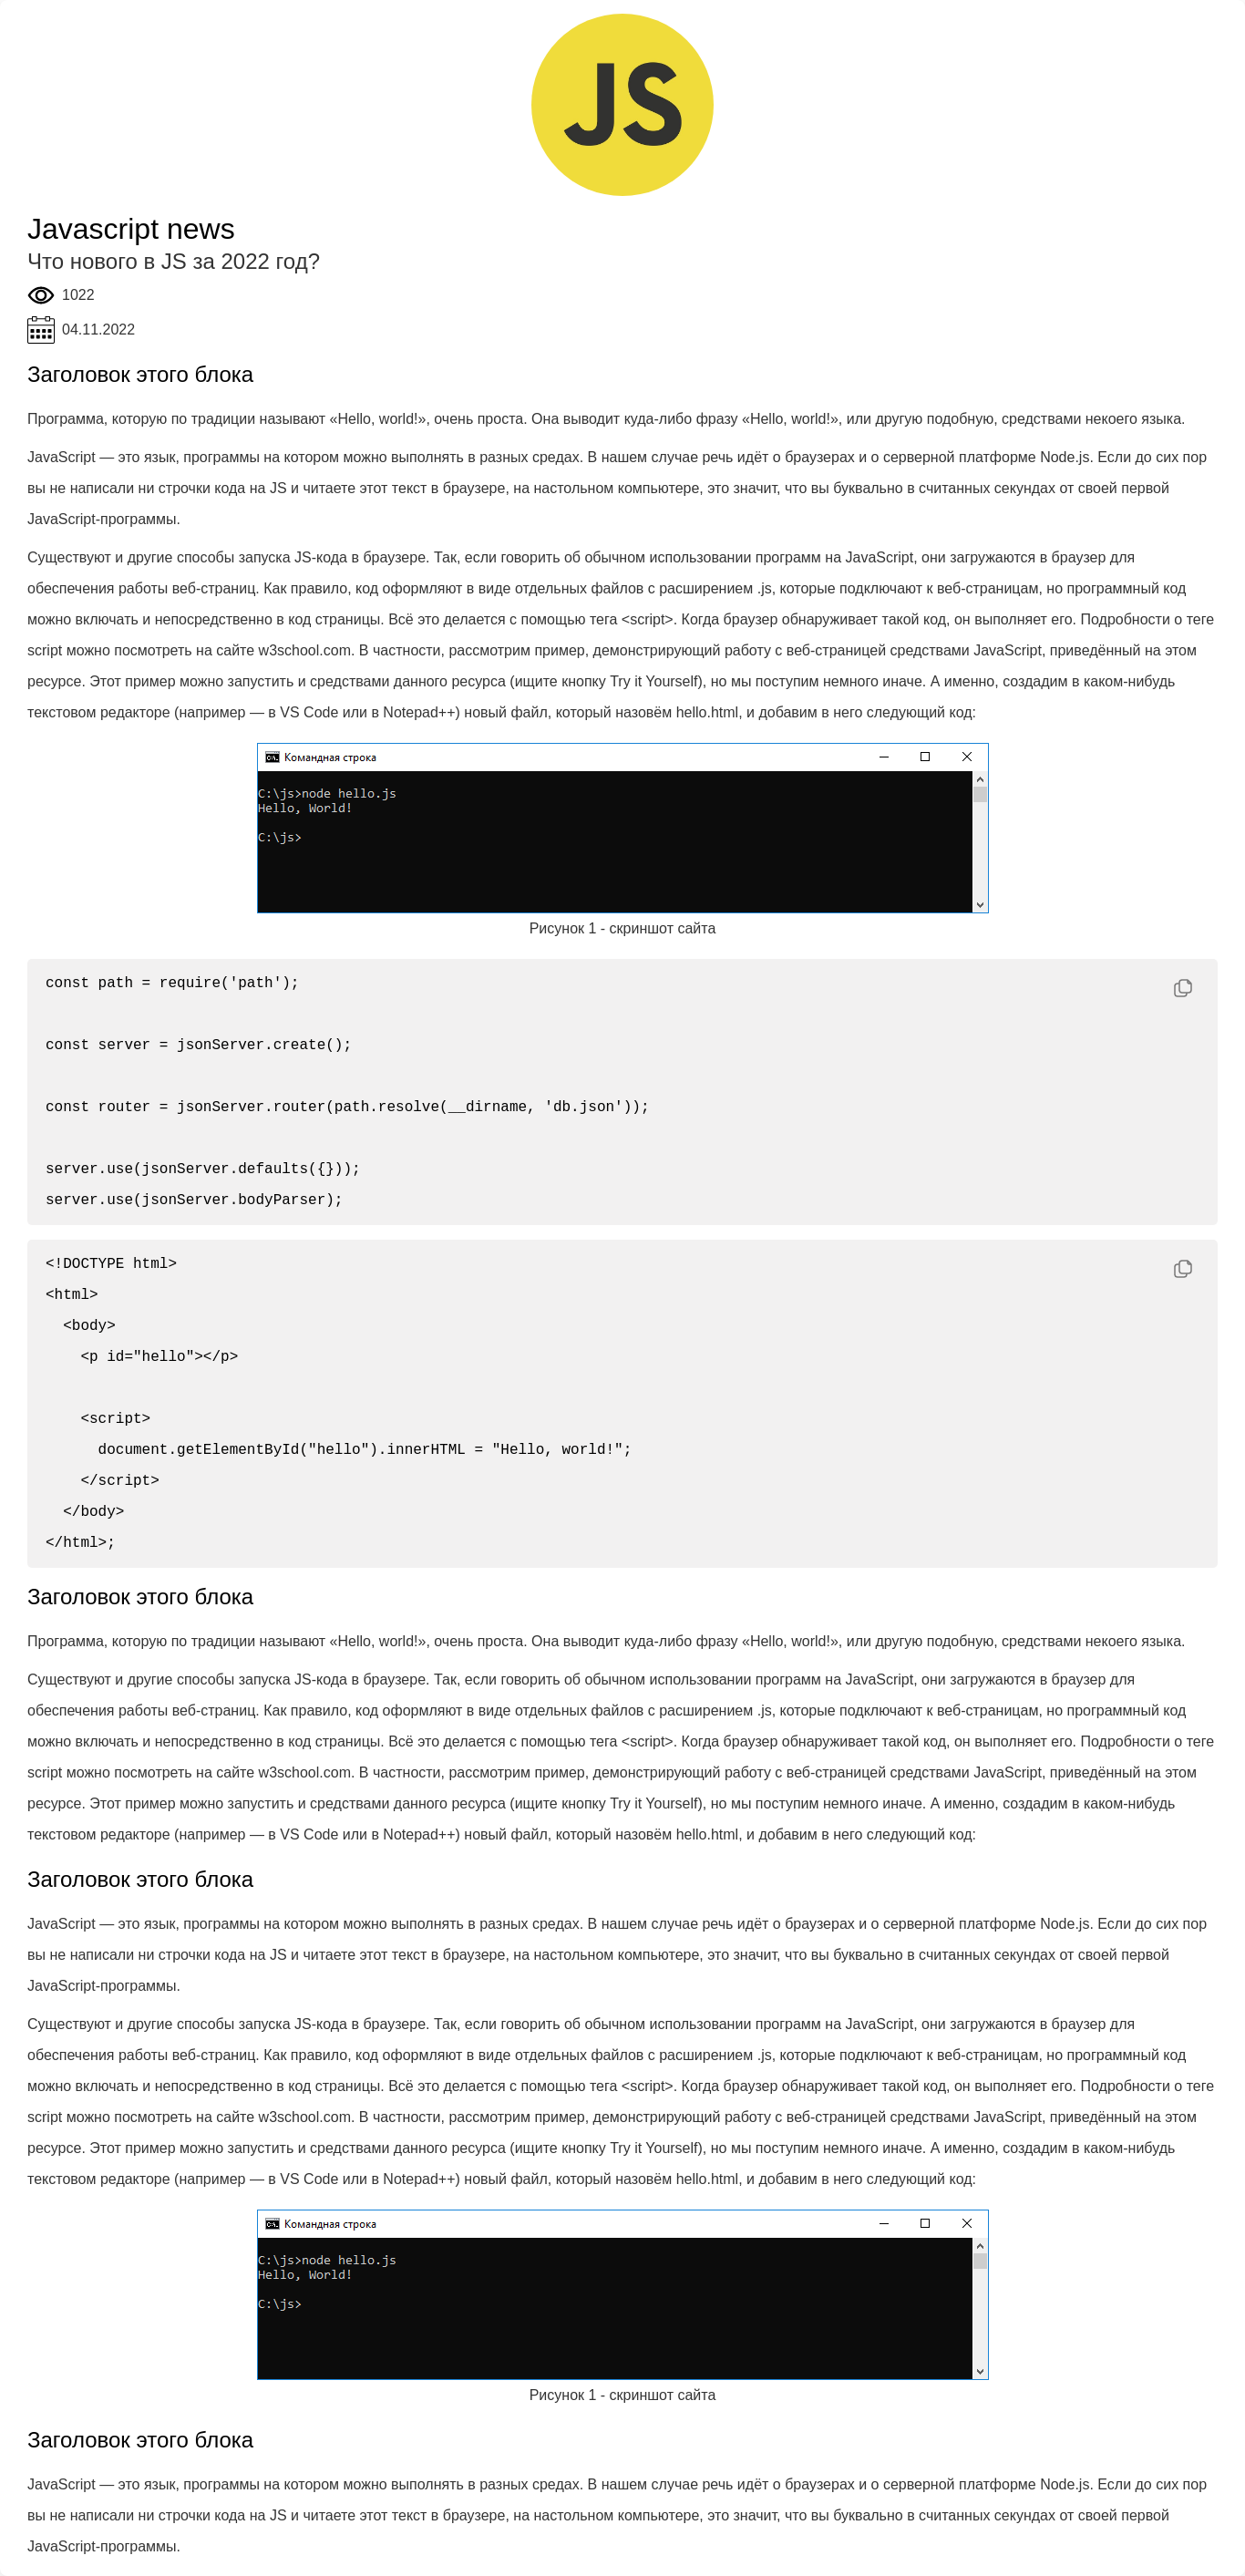 JS
Javascript news
Что нового в JS за 2022 год?
1022
04.11.2022
Заголовок этого блока
Программа, которую по традиции называют «Hello, world!», очень проста. Она выводит куда-либо фразу «Hello, world!», или другую подобную, средствами некоего языка.
JavaScript — это язык, программы на котором можно выполнять в разных средах. В нашем случае речь идёт о браузерах и о серверной платформе Node.js. Если до сих пор
вы не написали ни строчки кода на JS и читаете этот текст в браузере, на настольном компьютере, это значит, что вы буквально в считанных секундах от своей первой
JavaScript-программы.
Существуют и другие способы запуска JS-кода в браузере. Так, если говорить об обычном использовании программ на JavaScript, они загружаются в браузер для
обеспечения работы веб-страниц. Как правило, код оформляют в виде отдельных файлов с расширением .js, которые подключают к веб-страницам, но программный код
можно включать и непосредственно в код страницы. Всё это делается с помощью тега <script>. Когда браузер обнаруживает такой код, он выполняет его. Подробности о теге
script можно посмотреть на сайте w3school.com. В частности, рассмотрим пример, демонстрирующий работу с веб-страницей средствами JavaScript, приведённый на этом
ресурсе. Этот пример можно запустить и средствами данного ресурса (ищите кнопку Try it Yourself), но мы поступим немного иначе. А именно, создадим в каком-нибудь
текстовом редакторе (например — в VS Code или в Notepad++) новый файл, который назовём hello.html, и добавим в него следующий код:
Командная строка
C:\js>node hello.js
Hello, World!
C:\js>
Рисунок 1 - скриншот сайта
const path = require('path');
const server = jsonServer.create();
const router = jsonServer.router(path.resolve(__dirname, 'db.json'));
server.use(jsonServer.defaults({}));
server.use(jsonServer.bodyParser);
<!DOCTYPE html>
<html>
  <body>
    <p id="hello"></p>
    <script>
      document.getElementById("hello").innerHTML = "Hello, world!";
    </script>
  </body>
</html>;
Заголовок этого блока
Программа, которую по традиции называют «Hello, world!», очень проста. Она выводит куда-либо фразу «Hello, world!», или другую подобную, средствами некоего языка.
Существуют и другие способы запуска JS-кода в браузере. Так, если говорить об обычном использовании программ на JavaScript, они загружаются в браузер для
обеспечения работы веб-страниц. Как правило, код оформляют в виде отдельных файлов с расширением .js, которые подключают к веб-страницам, но программный код
можно включать и непосредственно в код страницы. Всё это делается с помощью тега <script>. Когда браузер обнаруживает такой код, он выполняет его. Подробности о теге
script можно посмотреть на сайте w3school.com. В частности, рассмотрим пример, демонстрирующий работу с веб-страницей средствами JavaScript, приведённый на этом
ресурсе. Этот пример можно запустить и средствами данного ресурса (ищите кнопку Try it Yourself), но мы поступим немного иначе. А именно, создадим в каком-нибудь
текстовом редакторе (например — в VS Code или в Notepad++) новый файл, который назовём hello.html, и добавим в него следующий код:
Заголовок этого блока
JavaScript — это язык, программы на котором можно выполнять в разных средах. В нашем случае речь идёт о браузерах и о серверной платформе Node.js. Если до сих пор
вы не написали ни строчки кода на JS и читаете этот текст в браузере, на настольном компьютере, это значит, что вы буквально в считанных секундах от своей первой
JavaScript-программы.
Существуют и другие способы запуска JS-кода в браузере. Так, если говорить об обычном использовании программ на JavaScript, они загружаются в браузер для
обеспечения работы веб-страниц. Как правило, код оформляют в виде отдельных файлов с расширением .js, которые подключают к веб-страницам, но программный код
можно включать и непосредственно в код страницы. Всё это делается с помощью тега <script>. Когда браузер обнаруживает такой код, он выполняет его. Подробности о теге
script можно посмотреть на сайте w3school.com. В частности, рассмотрим пример, демонстрирующий работу с веб-страницей средствами JavaScript, приведённый на этом
ресурсе. Этот пример можно запустить и средствами данного ресурса (ищите кнопку Try it Yourself), но мы поступим немного иначе. А именно, создадим в каком-нибудь
текстовом редакторе (например — в VS Code или в Notepad++) новый файл, который назовём hello.html, и добавим в него следующий код:
Командная строка
C:\js>node hello.js
Hello, World!
C:\js>
Рисунок 1 - скриншот сайта
Заголовок этого блока
JavaScript — это язык, программы на котором можно выполнять в разных средах. В нашем случае речь идёт о браузерах и о серверной платформе Node.js. Если до сих пор
вы не написали ни строчки кода на JS и читаете этот текст в браузере, на настольном компьютере, это значит, что вы буквально в считанных секундах от своей первой
JavaScript-программы.